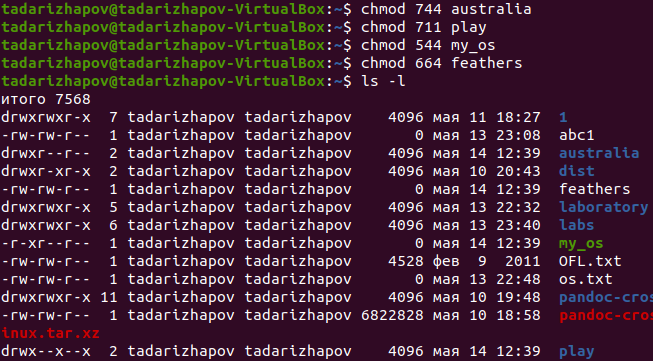 tadarizhapov@tadarizhapov-VirtualBox:~$ chmod 744 australia
tadarizhapov@tadarizhapov-VirtualBox:~$ chmod 711 play
tadarizhapov@tadarizhapov-VirtualBox:~$ chmod 544 my_os
tadarizhapov@tadarizhapov-VirtualBox:~$ chmod 664 feathers
tadarizhapov@tadarizhapov-VirtualBox:~$ ls -l
итого 7568
drwxrwxr-x 7 tadarizhapov tadarizhapov 4096 мая 11 18:27 1
-rw-rw-r-- 1 tadarizhapov tadarizhapov 0 мая 13 23:08 abc1
drwxr--r-- 2 tadarizhapov tadarizhapov 4096 мая 14 12:39 australia
drwxr-xr-x 2 tadarizhapov tadarizhapov 4096 мая 10 20:43 dist
-rw-rw-r-- 1 tadarizhapov tadarizhapov 0 мая 14 12:39 feathers
drwxrwxr-x 5 tadarizhapov tadarizhapov 4096 мая 13 22:32 laboratory
drwxrwxr-x 6 tadarizhapov tadarizhapov 4096 мая 13 23:40 labs
-r-xr--r-- 1 tadarizhapov tadarizhapov 0 мая 14 12:39 my_os
-rw-rw-r-- 1 tadarizhapov tadarizhapov 4528 фев 9 2011 OFL.txt
-rw-rw-r-- 1 tadarizhapov tadarizhapov 0 мая 13 22:48 os.txt
drwxrwxr-x 11 tadarizhapov tadarizhapov 4096 мая 10 19:48 pandoc-cros
-rw-rw-r-- 1 tadarizhapov tadarizhapov 6822828 мая 10 18:58 pandoc-cros
inux.tar.xz
drwx--x--x 2 tadarizhapov tadarizhapov 4096 мая 14 12:39 play